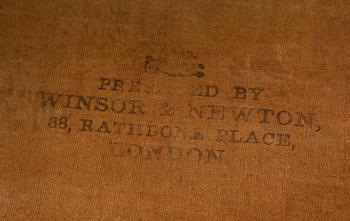 PREPARED BY
WINSOR & NEWTON,
38, RATHBONE PLACE,
LONDON